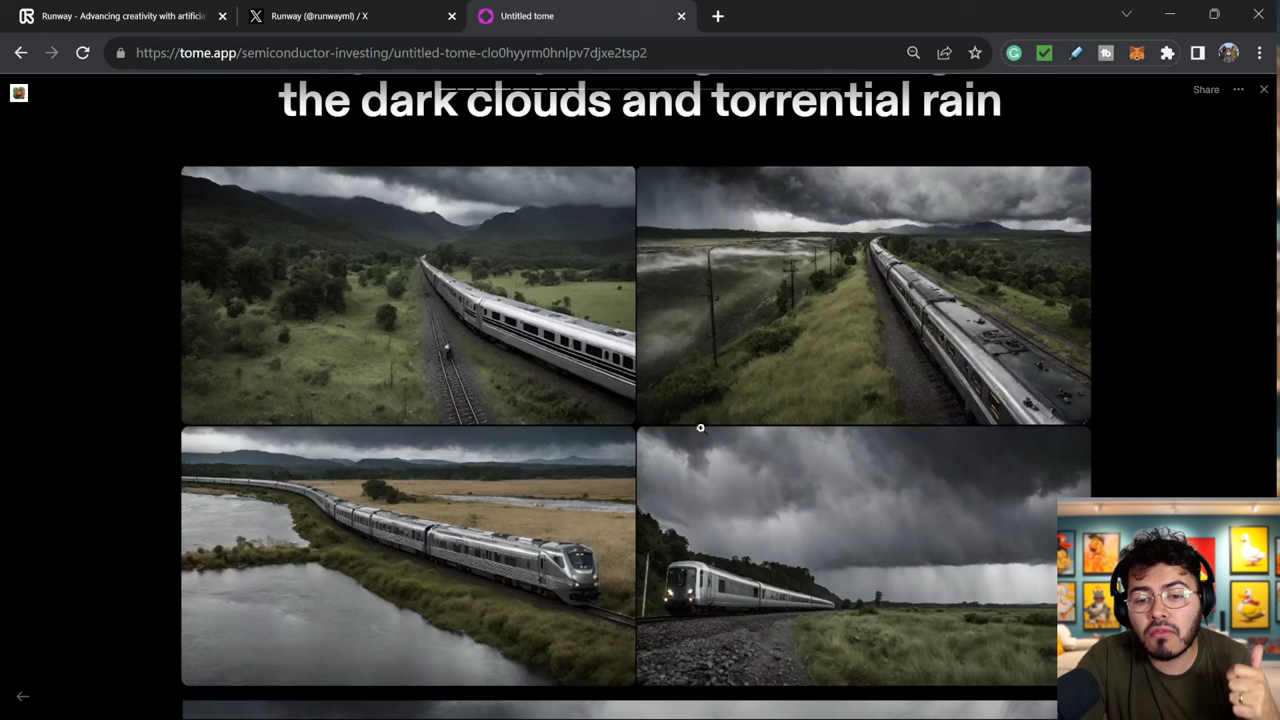 Runway - Advancing creativity with artificia
Runway (@runwayml) / X
Untitled tome
https://tome.app/semiconductor-investing/untitled-tome-clo0hyyrm0hnlpv7djxe2tsp2
Share
the dark clouds and torrential rain